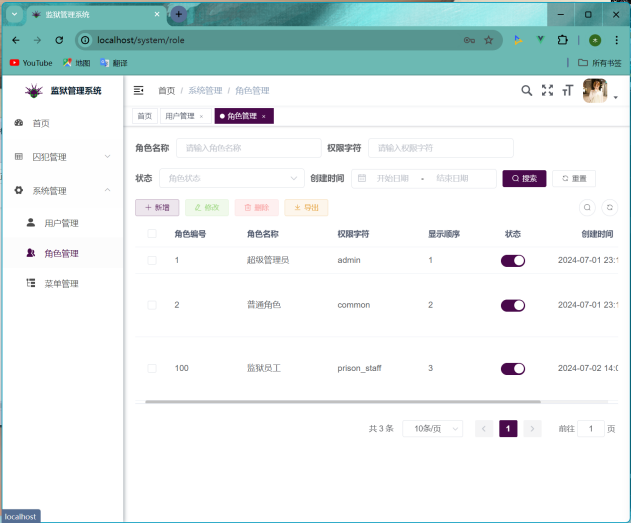 监狱管理系统
localhost/system/role
YouTube 地图 翻译 所有书签
监狱管理系统
首页 / 系统管理 / 角色管理
首页 用户管理 × 角色管理 ×
首页
囚犯管理
系统管理
用户管理
角色管理
菜单管理
角色名称 请输入角色名称 权限字符 请输入权限字符
状态 角色状态 创建时间 开始日期 - 结束日期 搜索 重置
+ 新增 修改 删除 导出
角色编号 角色名称 权限字符 显示顺序 状态 创建时间
1 超级管理员 admin 1 2024-07-01 23:1
2 普通角色 common 2 2024-07-01 23:1
100 监狱员工 prison_staff 3 2024-07-02 14:0
共 3 条 10条/页 1 前往 1 页
localhost